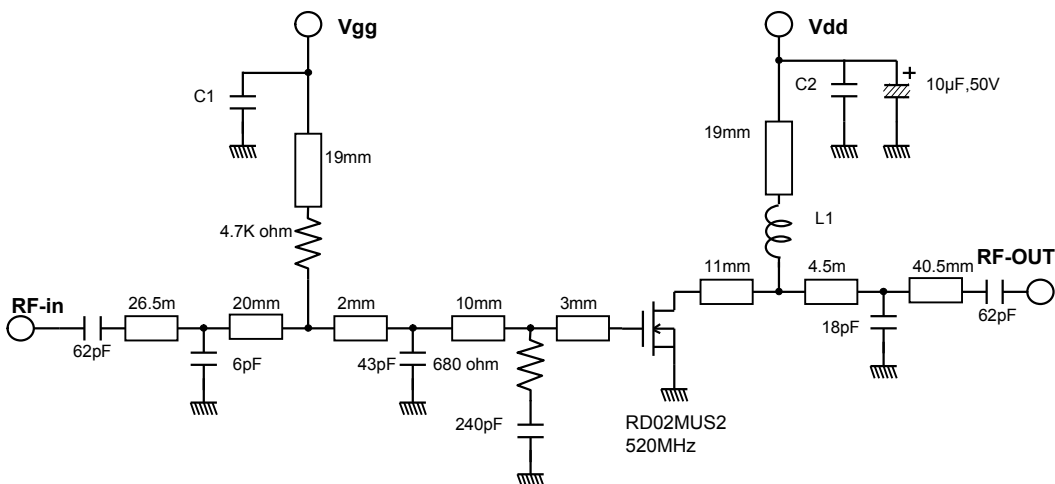 Vgg
Vdd
C1
C2
+
10µF,50V
19mm
19mm
4.7K ohm
L1
RF-in
26.5m
20mm
2mm
10mm
3mm
11mm
4.5m
40.5mm
RF-OUT
62pF
6pF
43pF
680 ohm
18pF
62pF
240pF
RD02MUS2
520MHz